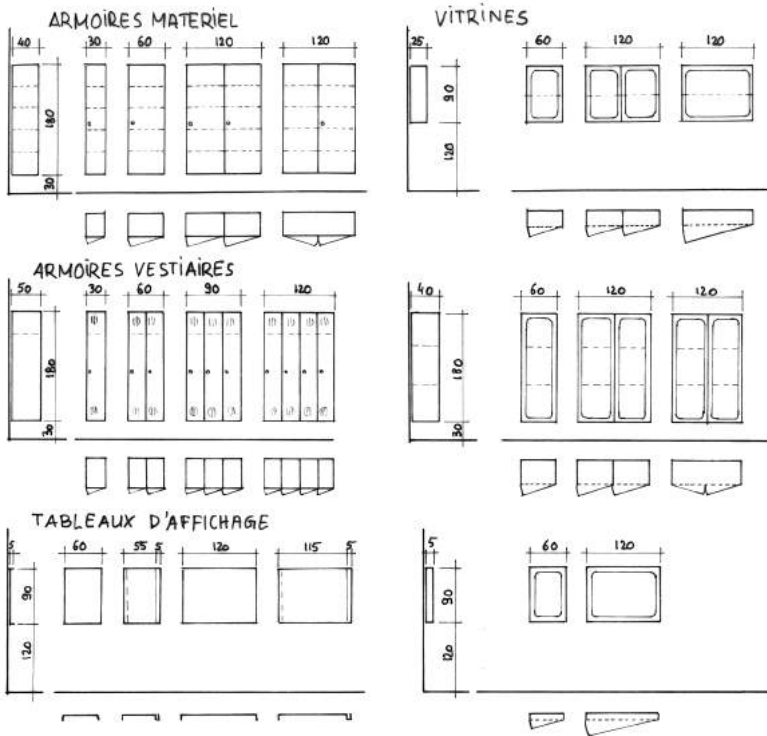 ARMOIRES MATERIEL
40 30 60 120 120
180
30
VITRINES
25 60 120 120
90
120
ARMOIRES VESTIAIRES
50 30 60 90 120
180
30
40 60 120 120
180
30
TABLEAUX D'AFFICHAGE
5 60 55 5 120 115 5
90
120
5 60 120
90
120